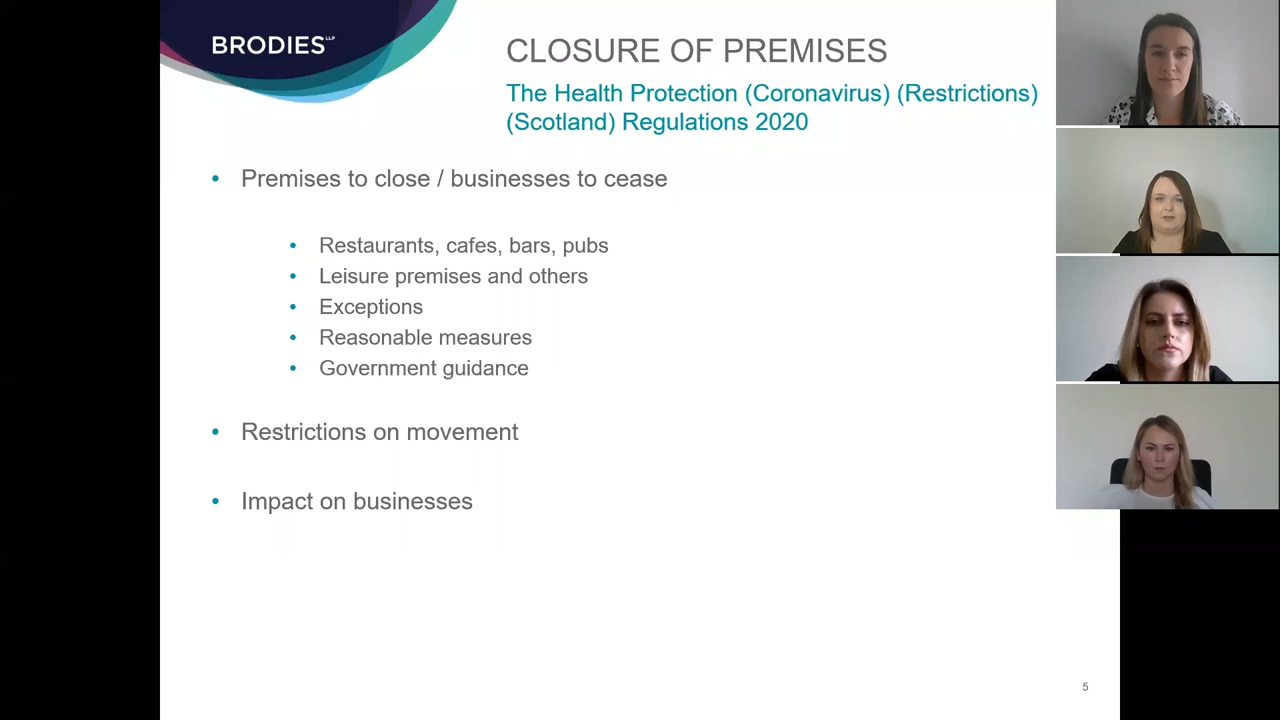 BRODIES LLP
CLOSURE OF PREMISES
The Health Protection (Coronavirus) (Restrictions)
(Scotland) Regulations 2020
• Premises to close / businesses to cease
• Restaurants, cafes, bars, pubs
• Leisure premises and others
• Exceptions
• Reasonable measures
• Government guidance
• Restrictions on movement
• Impact on businesses
5